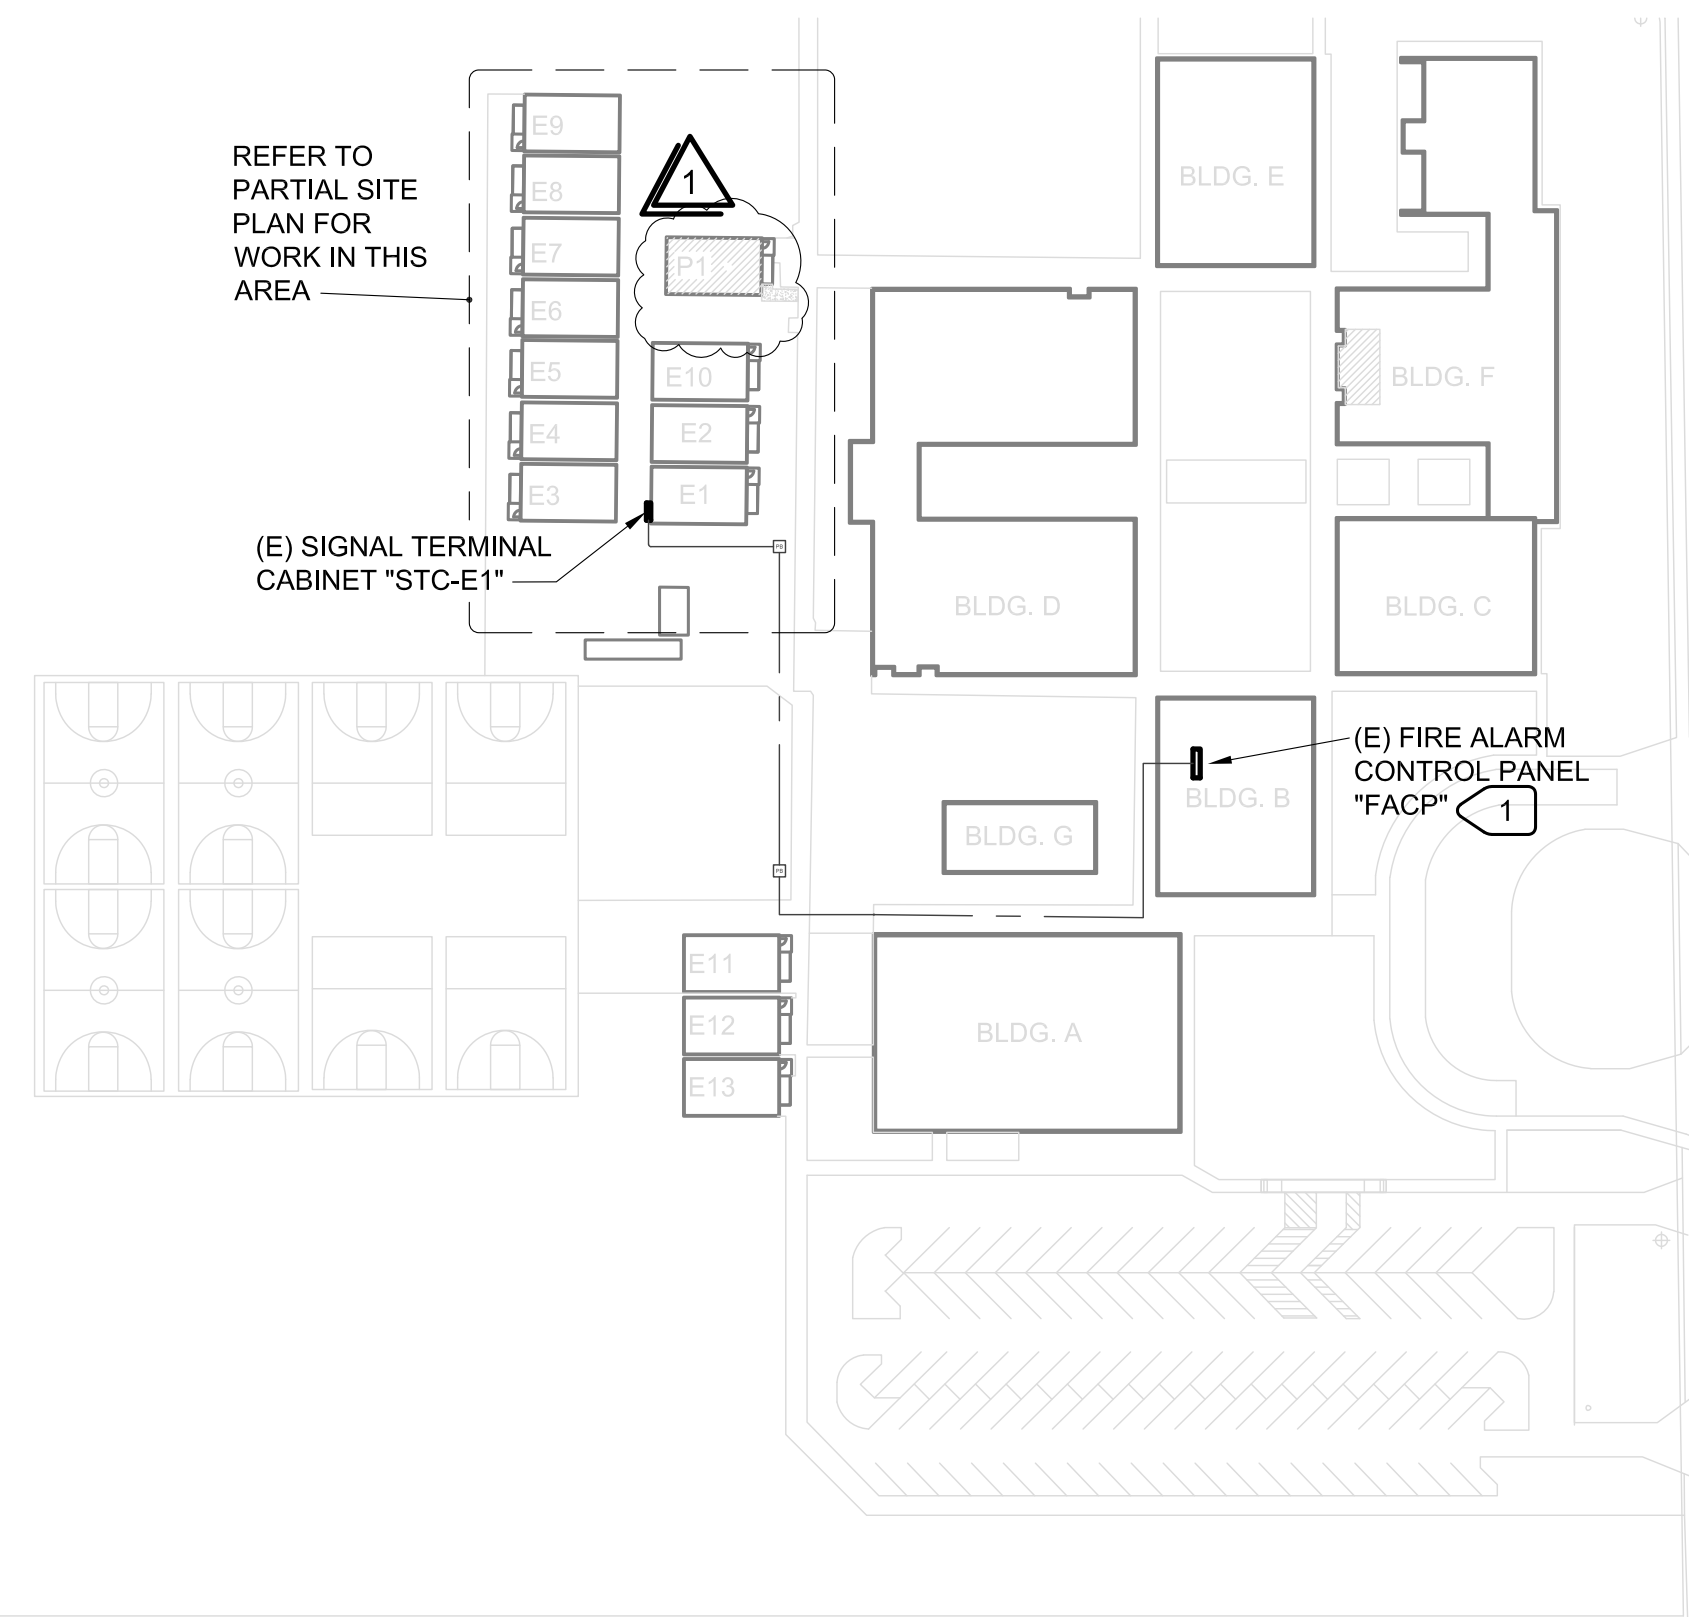 REFER TO
PARTIAL SITE
PLAN FOR
WORK IN THIS
AREA
E9
E8
E7
E6
E5
E4
E3
1
P1
E10
E2
E1
(E) SIGNAL TERMINAL
CABINET "STC-E1"
PB
BLDG. E
BLDG. F
BLDG. D
BLDG. C
(E) FIRE ALARM
CONTROL PANEL
"FACP"
1
BLDG. B
BLDG. G
PB
E11
E12
E13
BLDG. A